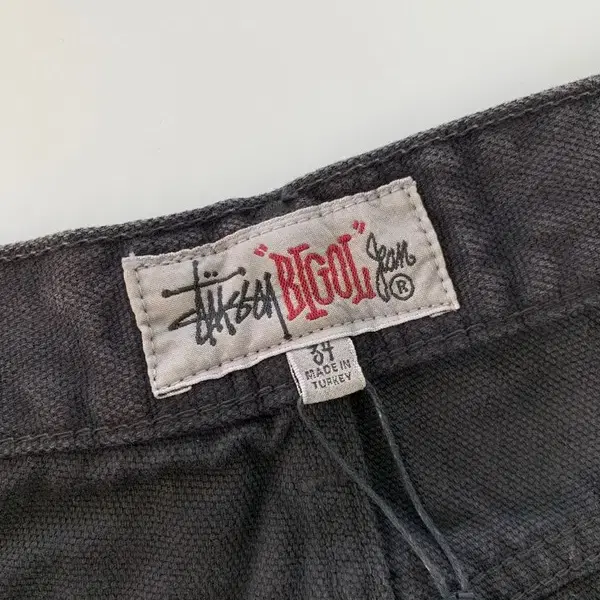 Stüssy "BIGOL" Jean ®
34
MADE IN
TURKEY